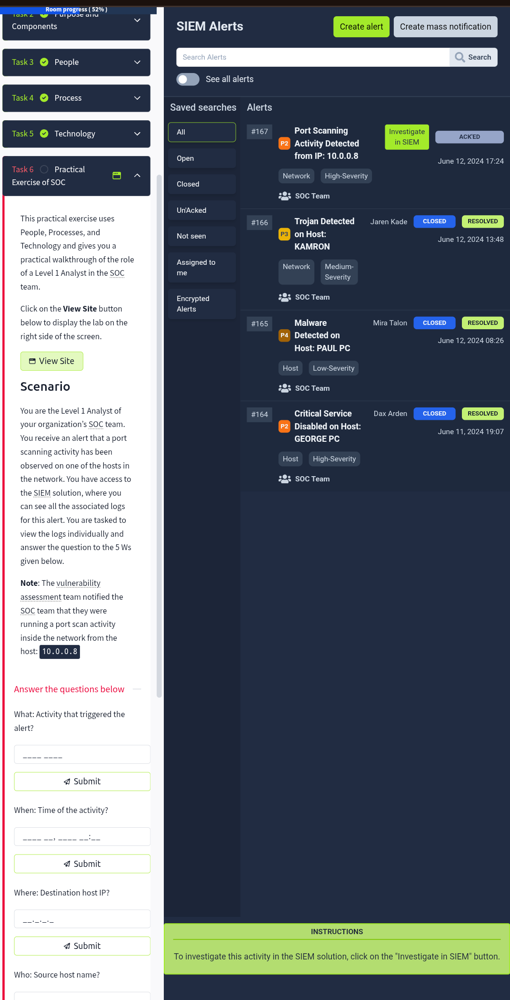 Room progress ( 52% )
Task 2 Purpose and
Components
Task 3 People
Task 4 Process
Task 5 Technology
Task 6 Practical
Exercise of SOC
This practical exercise uses
People, Processes, and
Technology and gives you a
practical walkthrough of the role
of a Level 1 Analyst in the SOC
team.
Click on the View Site button
below to display the lab on the
right side of the screen.
View Site
Scenario
You are the Level 1 Analyst of
your organization's SOC team.
You receive an alert that a port
scanning activity has been
observed on one of the hosts in
the network. You have access to
the SIEM solution, where you
can see all the associated logs
for this alert. You are tasked to
view the logs individually and
answer the question to the 5 Ws
given below.
Note: The vulnerability
assessment team notified the
SOC team that they were
running a port scan activity
inside the network from the
host: 10.0.0.8
Answer the questions below
What: Activity that triggered the
alert?
____ ____
Submit
When: Time of the activity?
____ __, ____ __:__
Submit
Where: Destination host IP?
__._._._
Submit
Who: Source host name?
SIEM Alerts
Create alert
Create mass notification
Search Alerts
Search
See all alerts
Saved searches
All
Open
Closed
Un'Acked
Not seen
Assigned to
me
Encrypted
Alerts
Alerts
#167
P2
Port Scanning
Activity Detected
from IP: 10.0.0.8
Investigate
in SIEM
ACK'ED
June 12, 2024 17:24
Network High-Severity
SOC Team
#166
P3
Trojan Detected
on Host:
KAMRON
Jaren Kade CLOSED RESOLVED
June 12, 2024 13:48
Network Medium-
Severity
SOC Team
#165
P4
Malware
Detected on
Host: PAUL PC
Mira Talon CLOSED RESOLVED
June 12, 2024 08:26
Host Low-Severity
SOC Team
#164
P2
Critical Service
Disabled on Host:
GEORGE PC
Dax Arden CLOSED RESOLVED
June 11, 2024 19:07
Host High-Severity
SOC Team
INSTRUCTIONS
To investigate this activity in the SIEM solution, click on the "Investigate in SIEM" button.